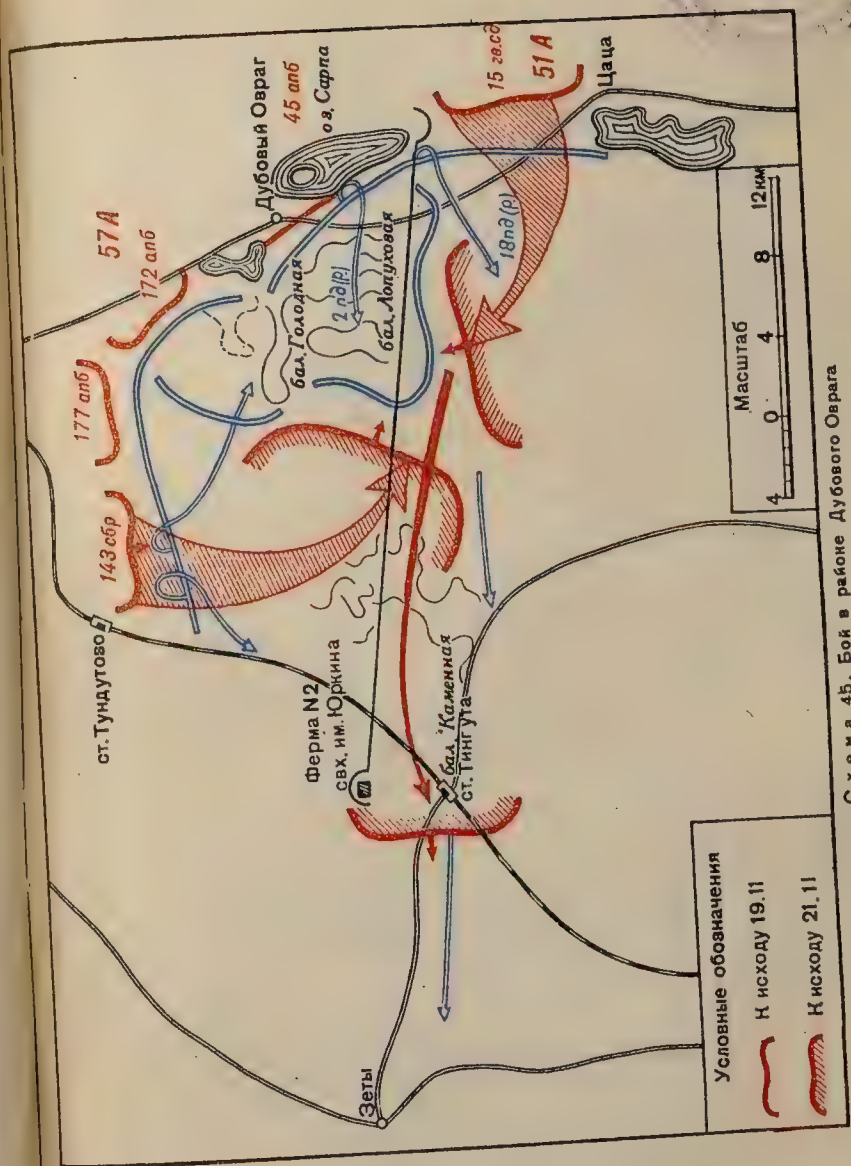 ст. Тундутово
143 сбр
177 апб
57 А
172 апб
Дубовый Овраг
45 апб
оз. Сарпа
бал. Голодная
2 пд(р)
бал. Лопуховая
15 гв. сд
51 А
18 пд(р)
Цаца
Ферма N2
свх. им. Юркина
бал. Каменная
ст. Тингута
Зеты
Условные обозначения
К исходу 19.11
К исходу 21.11
Масштаб
4 0 4 8 12 км
Схема 45. Бой в районе Дубового Оврага